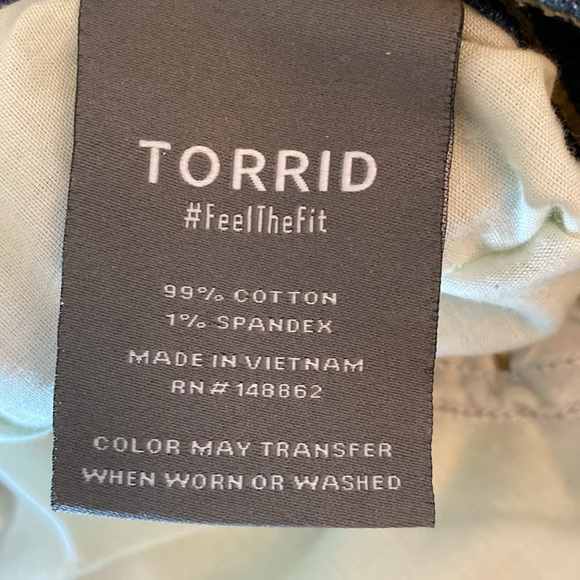 TORRID
#FeelTheFit
99% COTTON
1% SPANDEX
MADE IN VIETNAM
RN# 148862
COLOR MAY TRANSFER
WHEN WORN OR WASHED